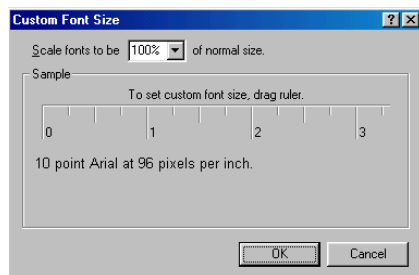 Custom Font Size
Scale fonts to be 100% of normal size.
Sample
To set custom font size, drag ruler.
0 1 2 3
10 point Arial at 96 pixels per inch.
OK Cancel